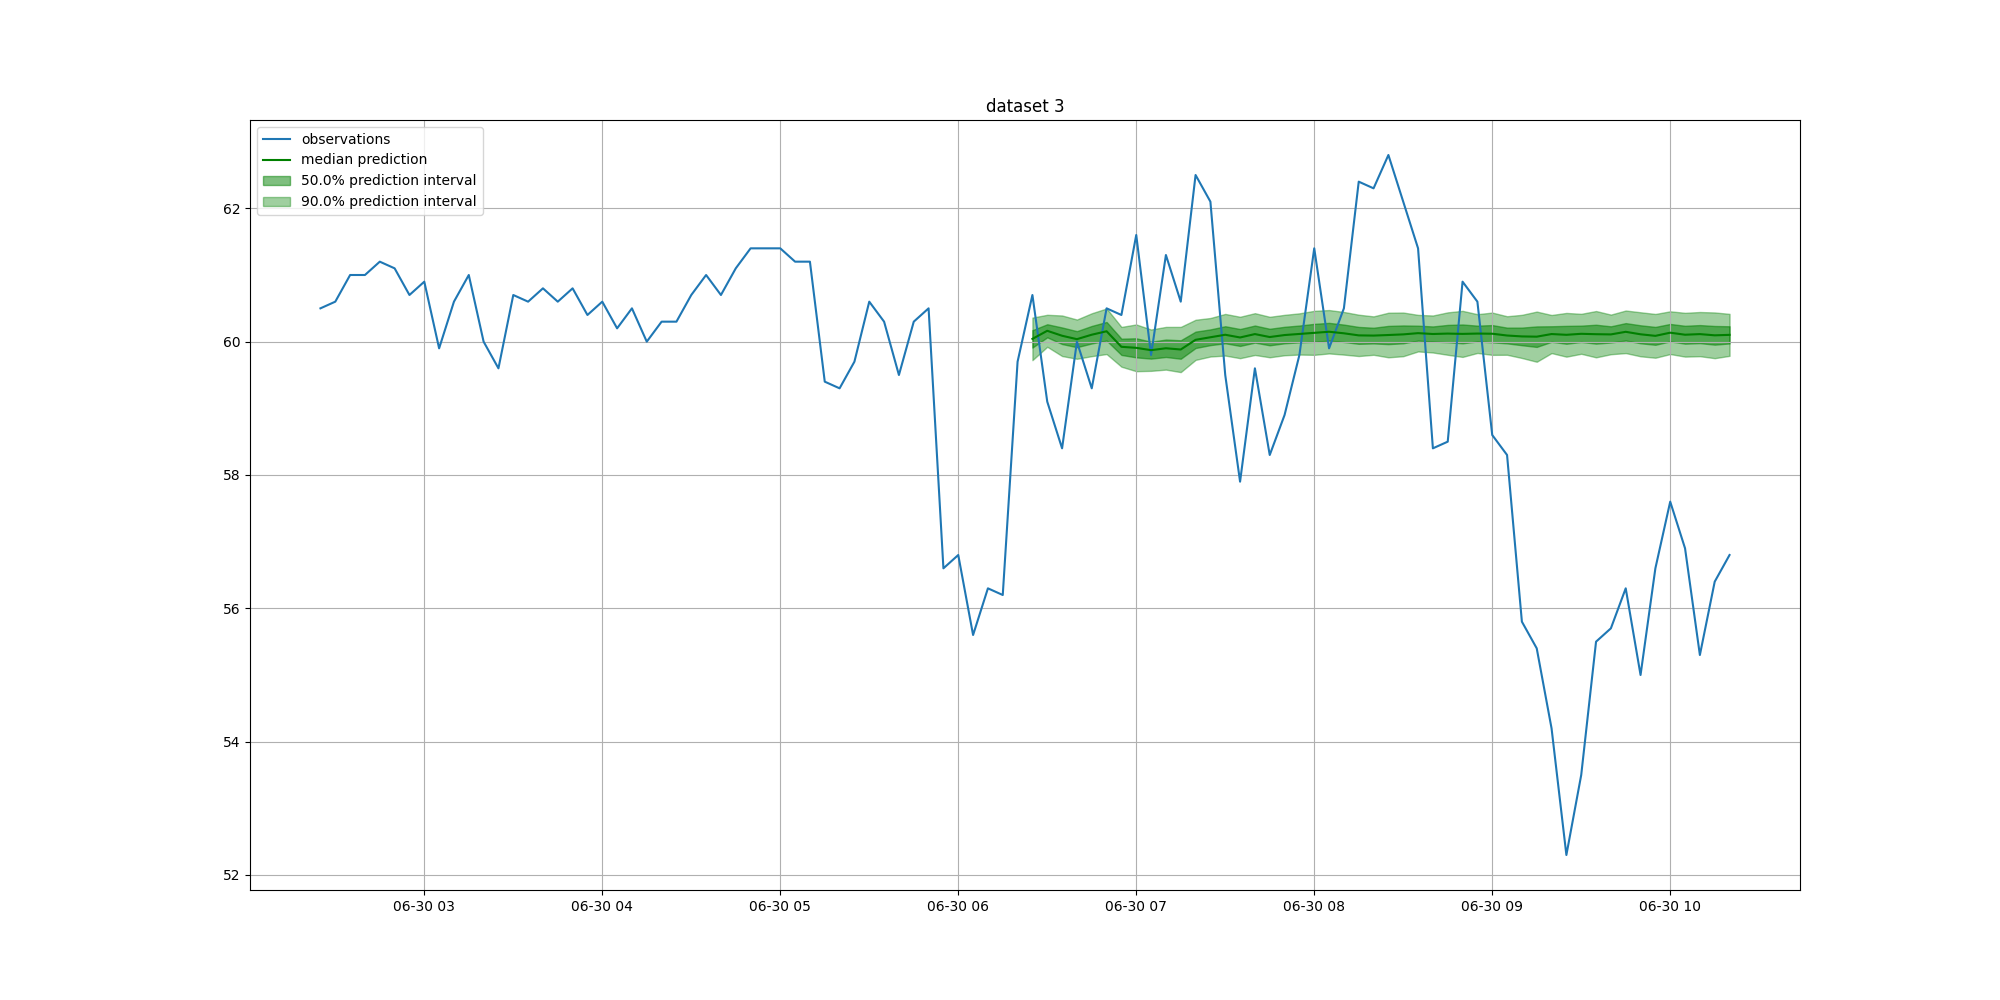 dataset 3
observations
median prediction
50.0% prediction interval
90.0% prediction interval
62
60
58
56
54
52
06-30 03
06-30 04
06-30 05
06-30 06
06-30 07
06-30 08
06-30 09
06-30 10